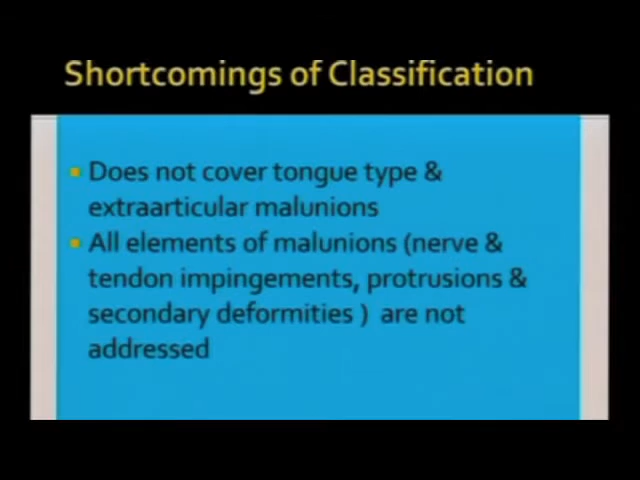 Shortcomings of Classification
Does not cover tongue type &
extraarticular malunions
All elements of malunions (nerve &
tendon impingements, protrusions &
secondary deformities ) are not
addressed